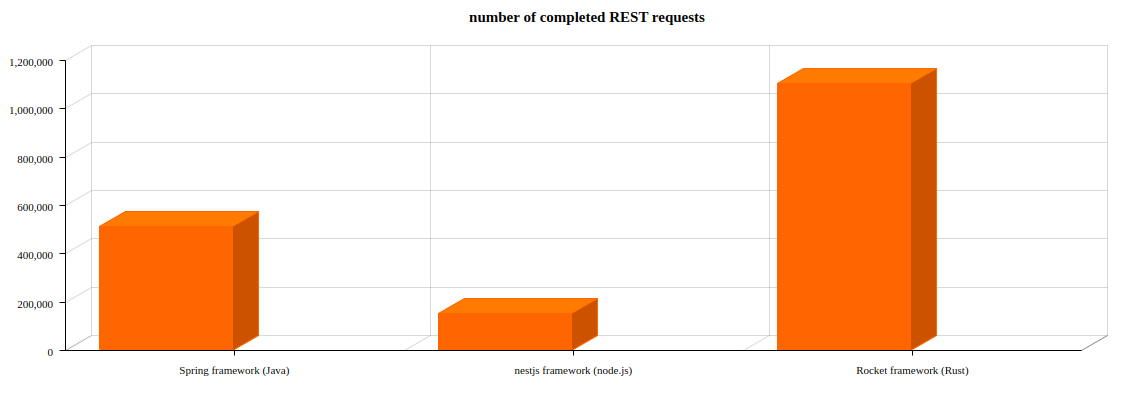 number of completed REST requests
1,200,000
1,000,000
800,000
600,000
400,000
200,000
0
Spring framework (Java)
nestjs framework (node.js)
Rocket framework (Rust)